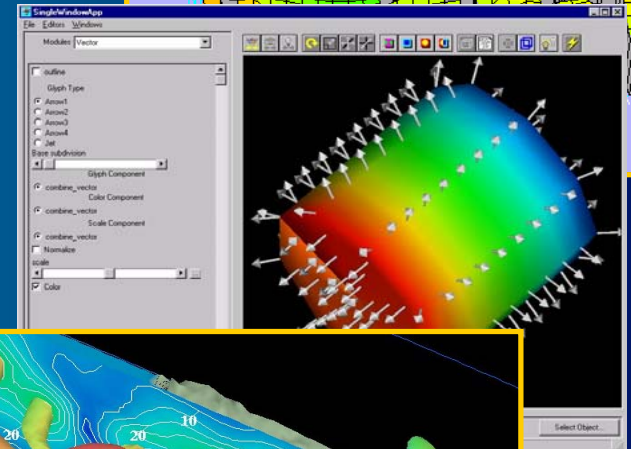 SingleWindowApp
File Editors Windows
Modules Vector
outline
Glyph Type
Arrow1
Arrow2
Arrow3
Arrow4
Jet
Base subdivision
Glyph Component
combine_vector
Color Component
combine_vector
Scale Component
combine_vector
Normalize
scale
Color
Select Object...
10
20
20